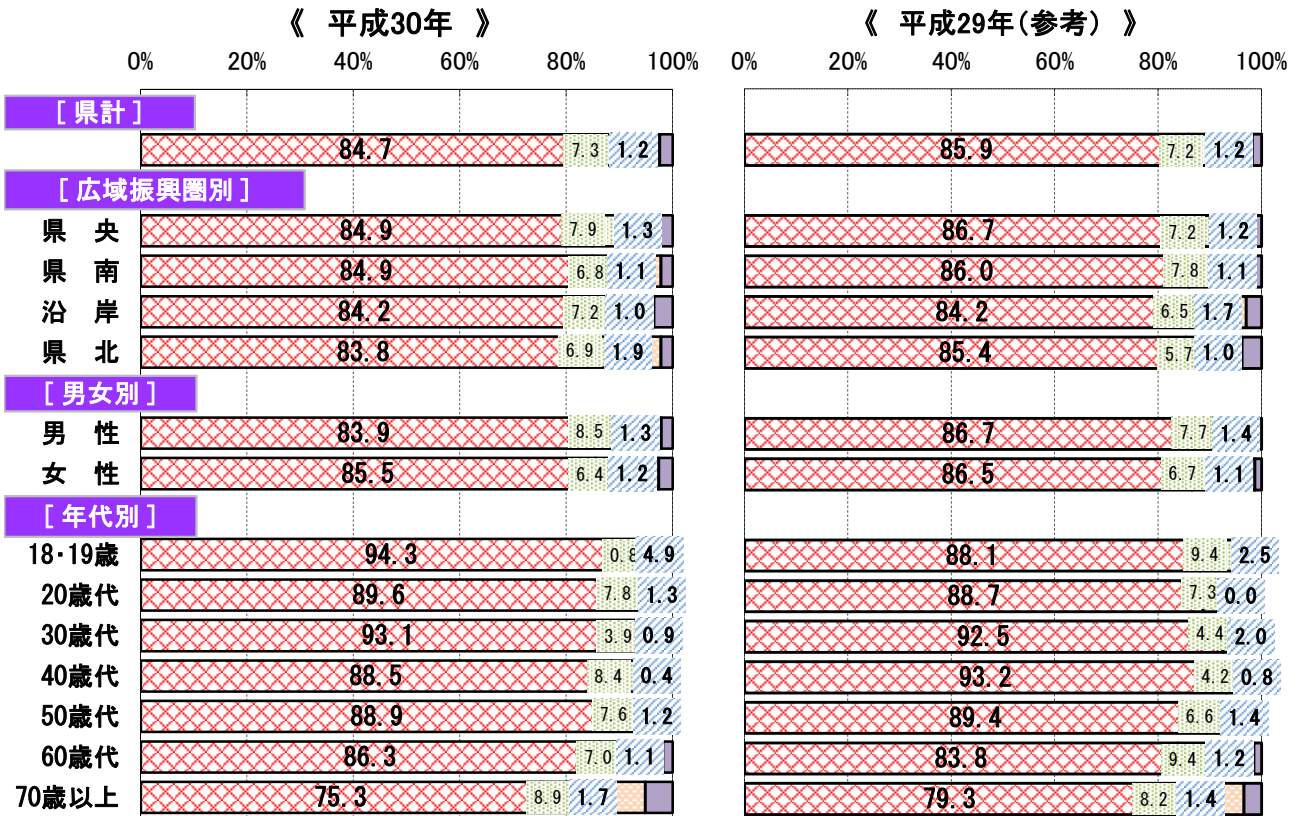 《 平成30年 》 《 平成29年(参考) 》
0% 20% 40% 60% 80% 100% 0% 20% 40% 60% 80% 100%
[ 県計 ]
84.7 7.3 1.2 85.9 7.2 1.2
[ 広域振興圏別 ]
県 央 84.9 7.9 1.3 86.7 7.2 1.2
県 南 84.9 6.8 1.1 86.0 7.8 1.1
沿 岸 84.2 7.2 1.0 84.2 6.5 1.7
県 北 83.8 6.9 1.9 85.4 5.7 1.0
[ 男女別 ]
男 性 83.9 8.5 1.3 86.7 7.7 1.4
女 性 85.5 6.4 1.2 86.5 6.7 1.1
[ 年代別 ]
18・19歳 94.3 0.8 4.9 88.1 9.4 2.5
20歳代 89.6 7.8 1.3 88.7 7.3 0.0
30歳代 93.1 3.9 0.9 92.5 4.4 2.0
40歳代 88.5 8.4 0.4 93.2 4.2 0.8
50歳代 88.9 7.6 1.2 89.4 6.6 1.4
60歳代 86.3 7.0 1.1 83.8 9.4 1.2
70歳以上 75.3 8.9 1.7 79.3 8.2 1.4